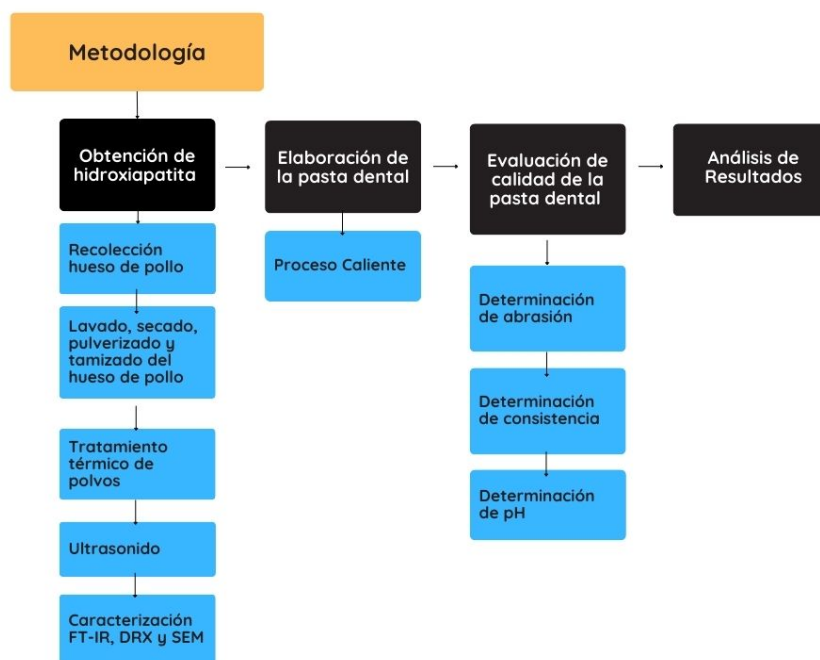 Metodología
Obtención de
hidroxiapatita
Elaboración de
la pasta dental
Evaluación de
calidad de la
pasta dental
Análisis de
Resultados
Recolección
hueso de pollo
Lavado, secado,
pulverizado y
tamizado del
hueso de pollo
Tratamiento
térmico de
polvos
Ultrasonido
Caracterización
FT-IR, DRX y SEM
Proceso Caliente
Determinación
de abrasión
Determinación
de consistencia
Determinación
de pH